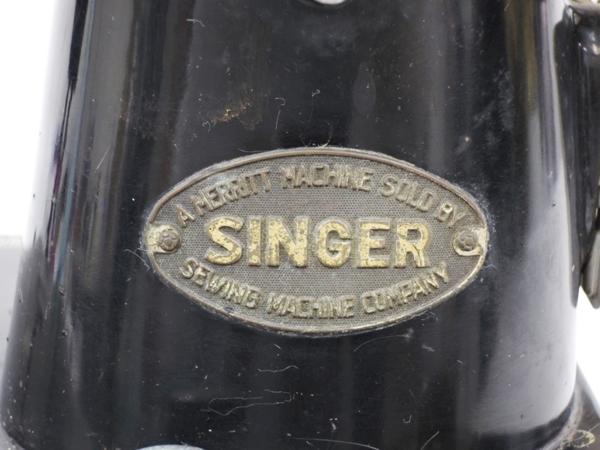 A MERRITT MACHINE SOLD BY
SINGER
SEWING MACHINE COMPANY